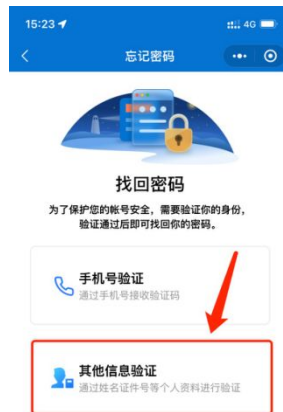 15:23
4G
忘记密码
找回密码
为了保护您的帐号安全，需要验证你的身份，
验证通过后即可找回你的密码。
手机号验证
通过手机号接收验证码
其他信息验证
通过姓名证件号等个人资料进行验证